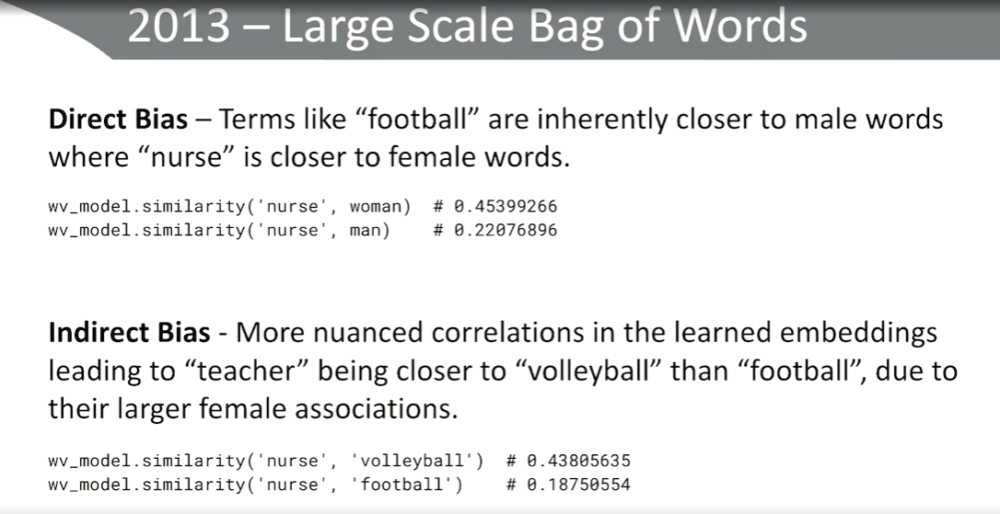 2013 – Large Scale Bag of Words
Direct Bias – Terms like “football” are inherently closer to male words
where “nurse” is closer to female words.
wv_model.similarity('nurse', woman)  # 0.45399266
wv_model.similarity('nurse', man)    # 0.22076896
Indirect Bias - More nuanced correlations in the learned embeddings
leading to “teacher” being closer to “volleyball” than “football”, due to
their larger female associations.
wv_model.similarity('nurse', 'volleyball')  # 0.43805635
wv_model.similarity('nurse', 'football')    # 0.18750554